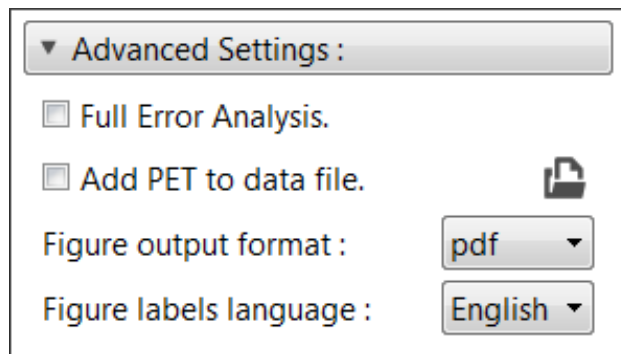 Advanced Settings :
Full Error Analysis.
Add PET to data file.
Figure output format : pdf
Figure labels language : English